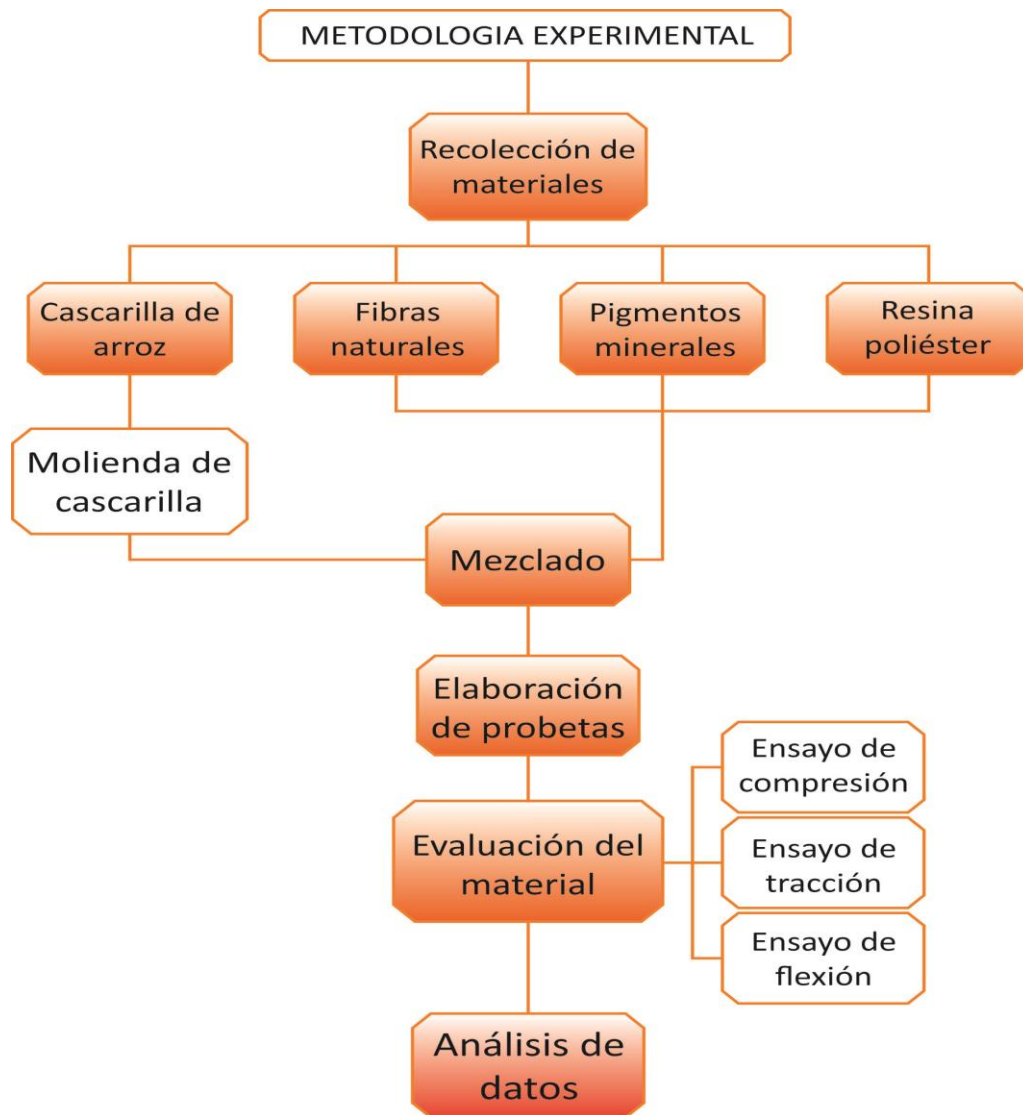 METODOLOGIA EXPERIMENTAL
Recolección de
materiales
Cascarilla de
arroz
Fibras
naturales
Pigmentos
minerales
Resina
poliéster
Molienda de
cascarilla
Mezclado
Elaboración
de probetas
Evaluación del
material
Ensayo de
compresión
Ensayo de
tracción
Ensayo de
flexión
Análisis de
datos